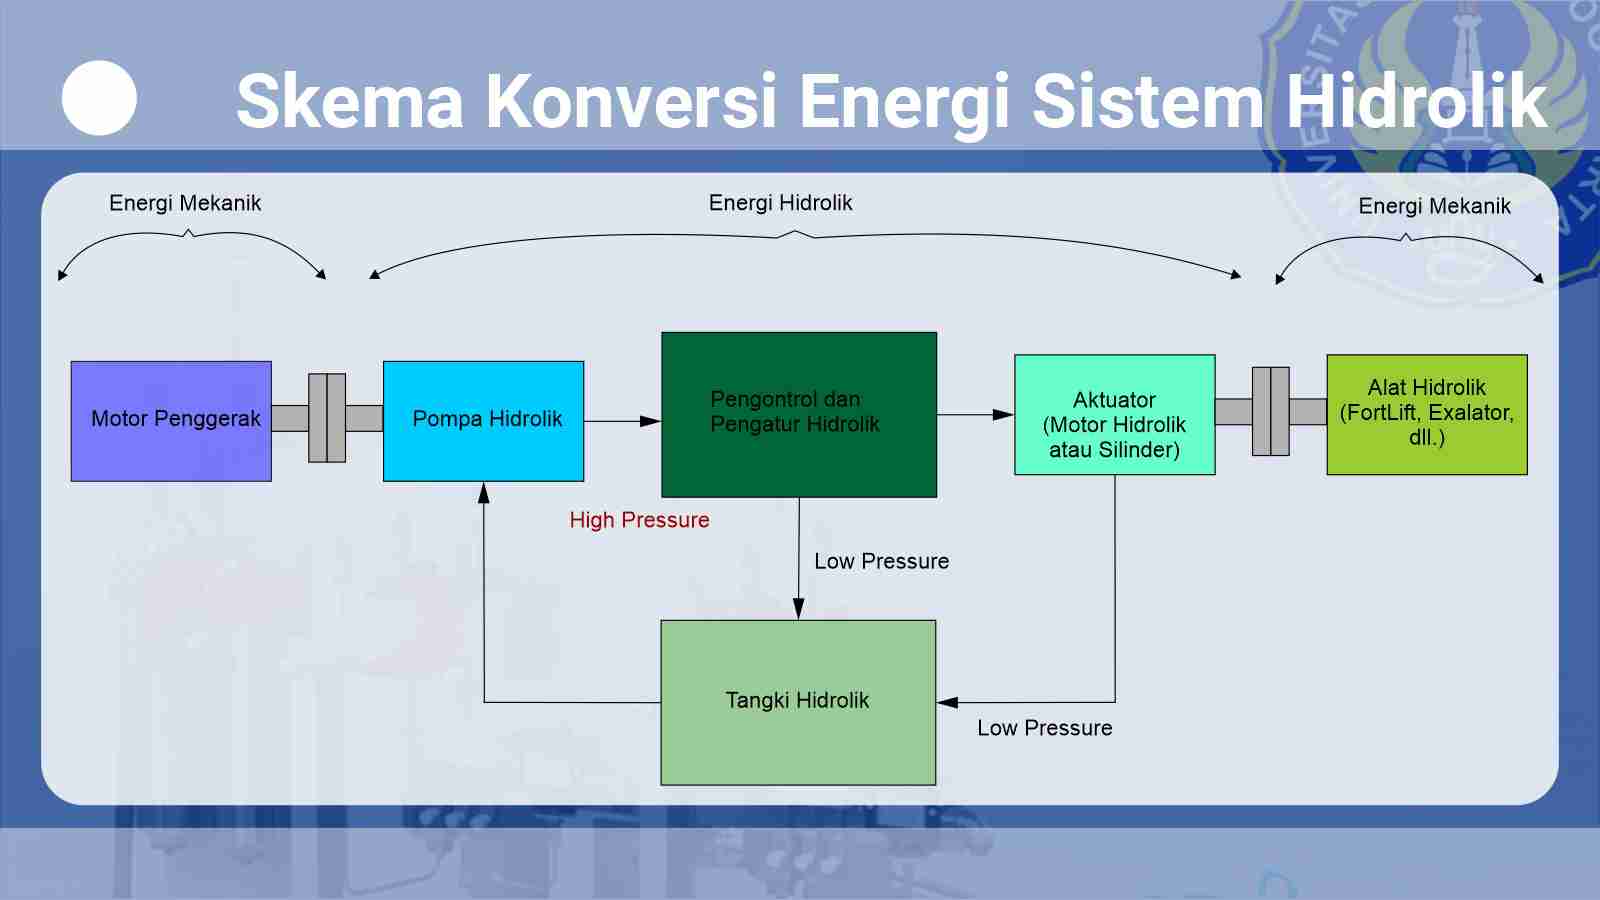 Skema Konversi Energi Sistem Hidrolik
Energi Mekanik
Energi Hidrolik
Energi Mekanik
Motor Penggerak
Pompa Hidrolik
Pengontrol dan
Pengatur Hidrolik
Aktuator
(Motor Hidrolik
atau Silinder)
Alat Hidrolik
(FortLift, Exalator,
dll.)
High Pressure
Low Pressure
Tangki Hidrolik
Low Pressure